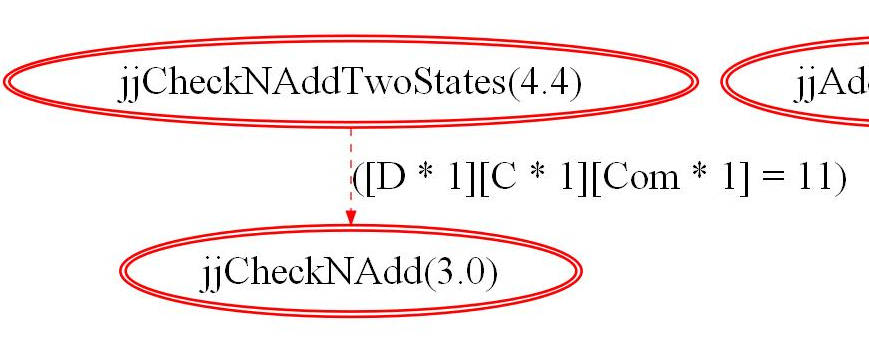 jjCheckNAddTwoStates(4.4)
([D * 1][C * 1][Com * 1] = 11)
jjCheckNAdd(3.0)